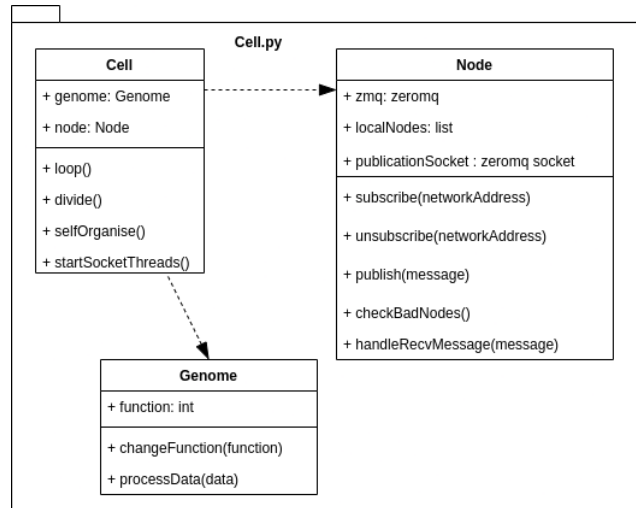 Cell.py
Cell
+ genome: Genome
+ node: Node
+ loop()
+ divide()
+ selfOrganise()
+ startSocketThreads()
Node
+ zmq: zeromq
+ localNodes: list
+ publicationSocket : zeromq socket
+ subscribe(networkAddress)
+ unsubscribe(networkAddress)
+ publish(message)
+ checkBadNodes()
+ handleRecvMessage(message)
Genome
+ function: int
+ changeFunction(function)
+ processData(data)